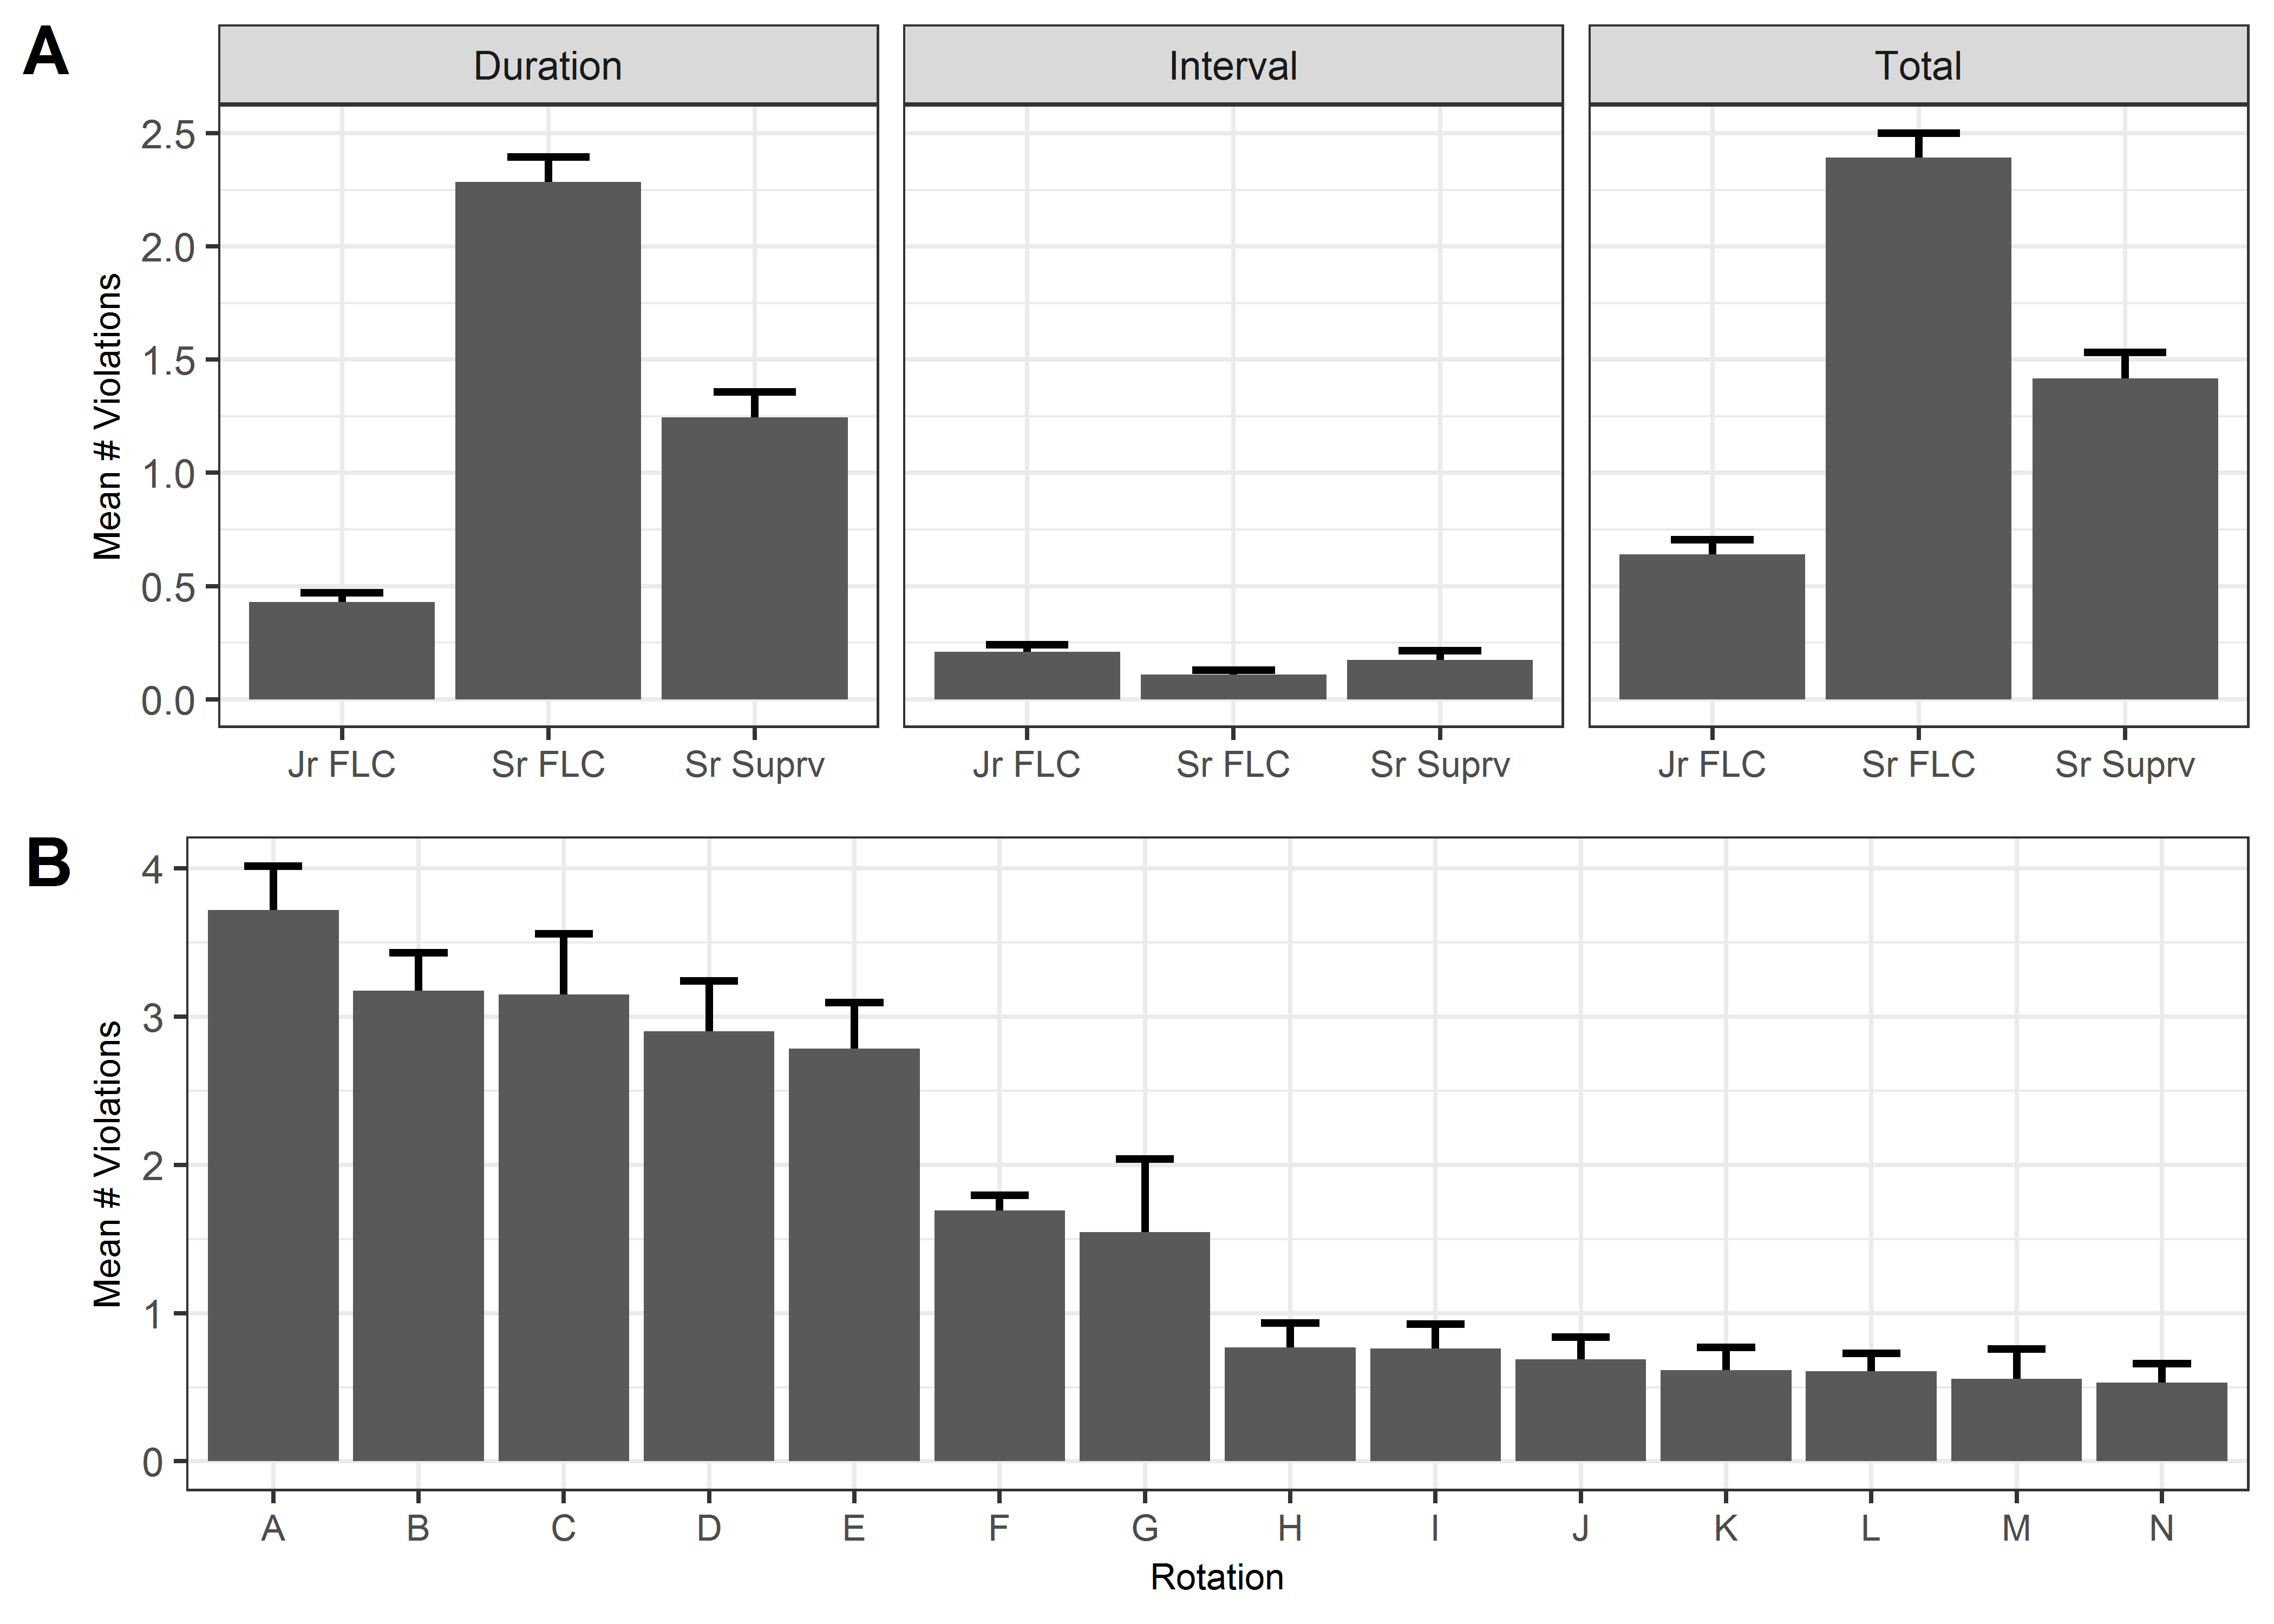 A
Duration Interval Total
Mean # Violations
2.5
2.0
1.5
1.0
0.5
0.0
Jr FLC Sr FLC Sr Suprv Jr FLC Sr FLC Sr Suprv Jr FLC Sr FLC Sr Suprv
B
Mean # Violations
4
3
2
1
0
A B C D E F G H I J K L M N
Rotation